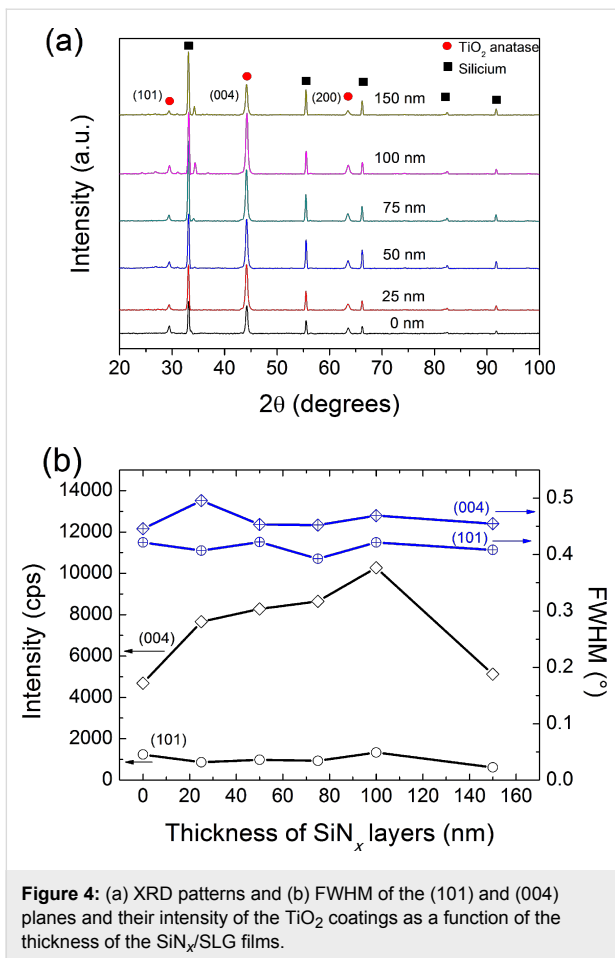 (a)
TiO2 anatase
Silicium
(101)
(004)
(200)
150 nm
100 nm
75 nm
50 nm
25 nm
0 nm
Intensity (a.u.)
20 30 40 50 60 70 80 90 100
2θ (degrees)
(b)
14000
12000
10000
8000
6000
4000
2000
0
Intensity (cps)
(004)
(101)
(004)
(101)
0.5
0.4
0.3
0.2
0.1
0.0
FWHM (°)
0 20 40 60 80 100 120 140 160
Thickness of SiNx layers (nm)
Figure 4: (a) XRD patterns and (b) FWHM of the (101) and (004)
planes and their intensity of the TiO2 coatings as a function of the
thickness of the SiNx/SLG films.